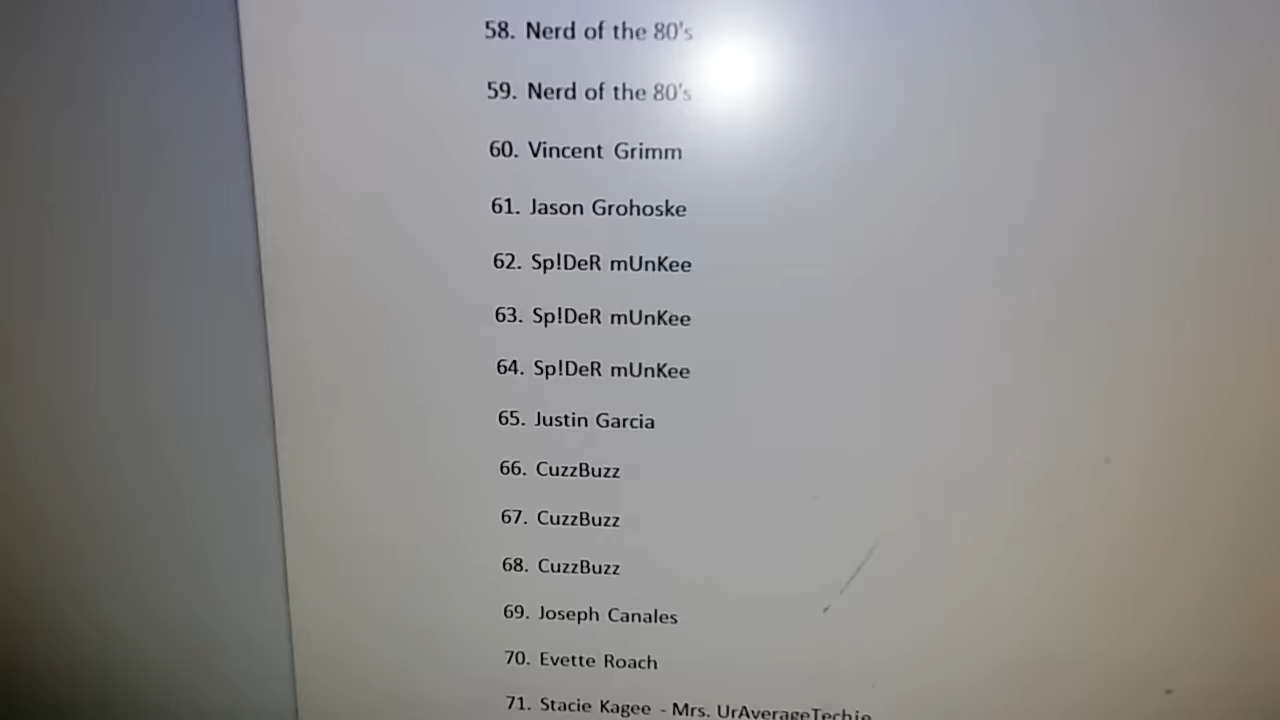 58. Nerd of the 80's
59. Nerd of the 80's
60. Vincent Grimm
61. Jason Grohoske
62. Sp!DeR mUnKee
63. Sp!DeR mUnKee
64. Sp!DeR mUnKee
65. Justin Garcia
66. CuzzBuzz
67. CuzzBuzz
68. CuzzBuzz
69. Joseph Canales
70. Evette Roach
71. Stacie Kagee - Mrs. UrAverageTechie